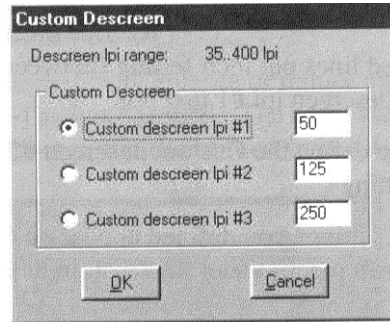 Custom Descreen
Descreen lpi range: 35..400 lpi
Custom Descreen
Custom descreen lpi #1 50
Custom descreen lpi #2 125
Custom descreen lpi #3 250
OK
Cancel